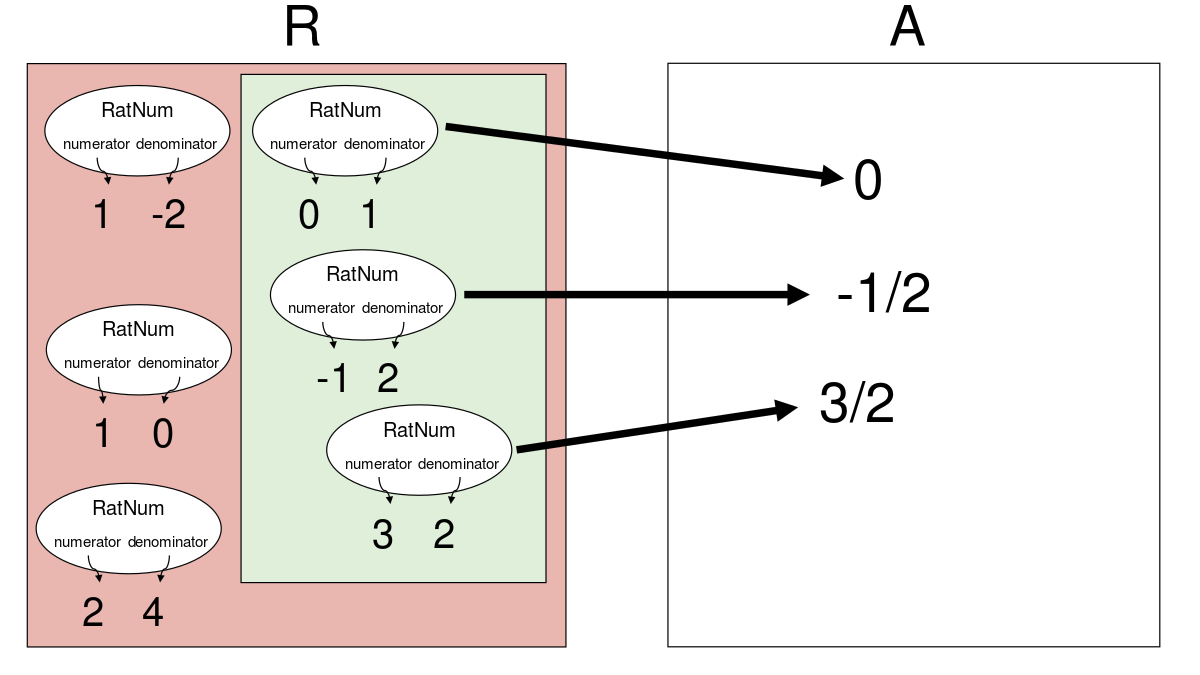 R
A
RatNum
numerator denominator
1 -2
RatNum
numerator denominator
1 0
RatNum
numerator denominator
2 4
RatNum
numerator denominator
0 1
RatNum
numerator denominator
-1 2
RatNum
numerator denominator
3 2
0
-1/2
3/2